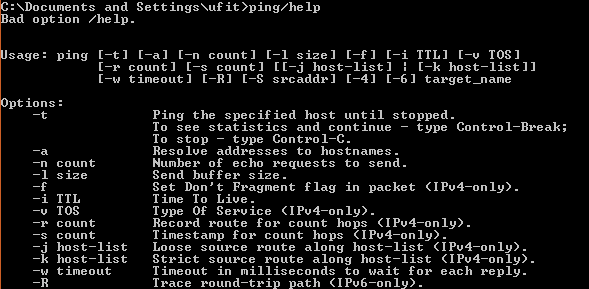 C:\Documents and Settings\ufit>ping/help
Bad option /help.
Usage: ping [-t] [-a] [-n count] [-l size] [-f] [-i TTL] [-v TOS]
[-r count] [-s count] [[-j host-list] | [-k host-list]]
[-w timeout] [-R] [-S srcaddr] [-4] [-6] target_name
Options:
-t Ping the specified host until stopped.
To see statistics and continue - type Control-Break;
To stop - type Control-C.
-a Resolve addresses to hostnames.
-n count Number of echo requests to send.
-l size Send buffer size.
-f Set Don't Fragment flag in packet (IPv4-only).
-i TTL Time To Live.
-v TOS Type Of Service (IPv4-only).
-r count Record route for count hops (IPv4-only).
-s count Timestamp for count hops (IPv4-only).
-j host-list Loose source route along host-list (IPv4-only).
-k host-list Strict source route along host-list (IPv4-only).
-w timeout Timeout in milliseconds to wait for each reply.
-R Trace round-trip path (IPv6-only).